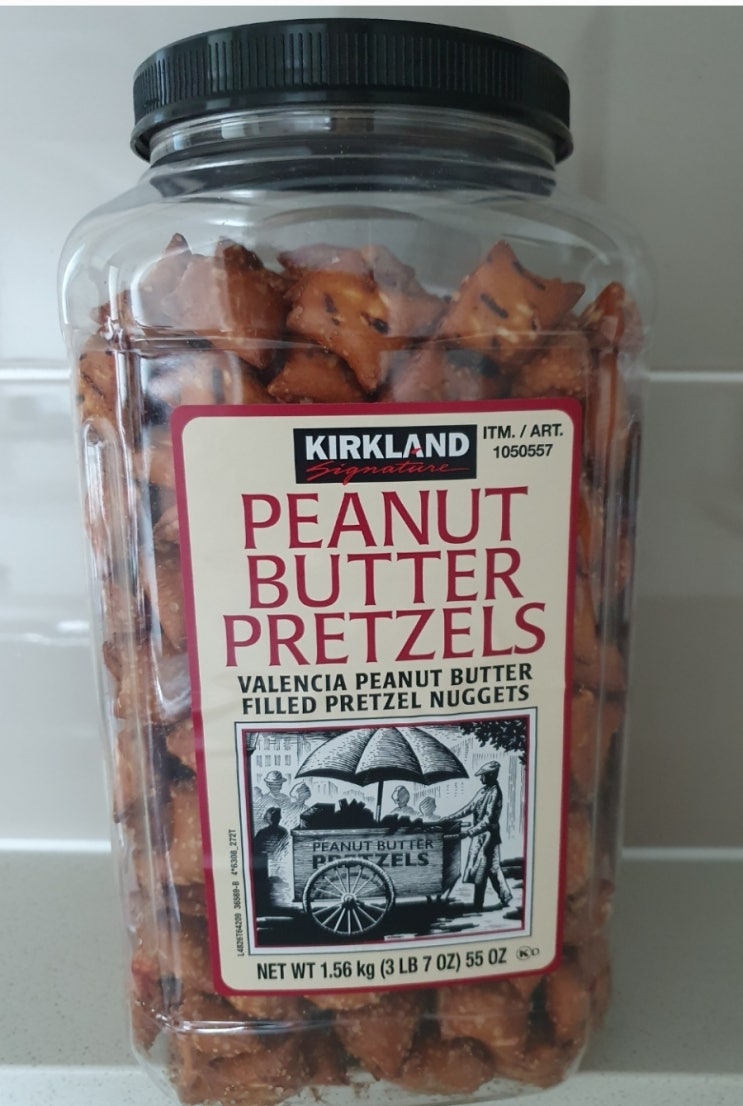 KIRKLAND
Signature
ITM. / ART.
1050557
PEANUT
BUTTER
PRETZELS
VALENCIA PEANUT BUTTER
FILLED PRETZEL NUGGETS
PEANUT BUTTER
PRETZELS
NET WT 1.56 kg (3 LB 7 OZ) 55 OZ
K D